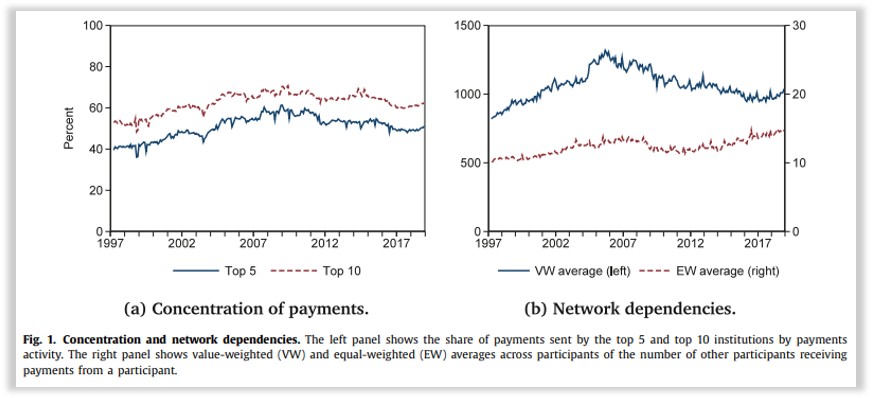 100
80
60
40
20
0
Percent
1997 2002 2007 2012 2017
Top 5 Top 10
(a) Concentration of payments.
1500
1000
500
0
30
20
10
0
1997 2002 2007 2012 2017
VW average (left) EW average (right)
(b) Network dependencies.
Fig. 1. Concentration and network dependencies. The left panel shows the share of payments sent by the top 5 and top 10 institutions by payments
activity. The right panel shows value-weighted (VW) and equal-weighted (EW) averages across participants of the number of other participants receiving
payments from a participant.